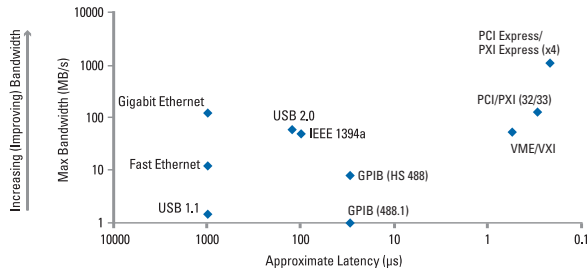 Increasing (Improving) Bandwidth
Max Bandwidth (MB/s)
10000
1000
100
10
1
PCI Express/
PXI Express (x4)
Gigabit Ethernet
PCI/PXI (32/33)
USB 2.0
IEEE 1394a
VME/VXI
Fast Ethernet
GPIB (HS 488)
USB 1.1
GPIB (488.1)
10000 1000 100 10 1 0.1
Approximate Latency (μs)